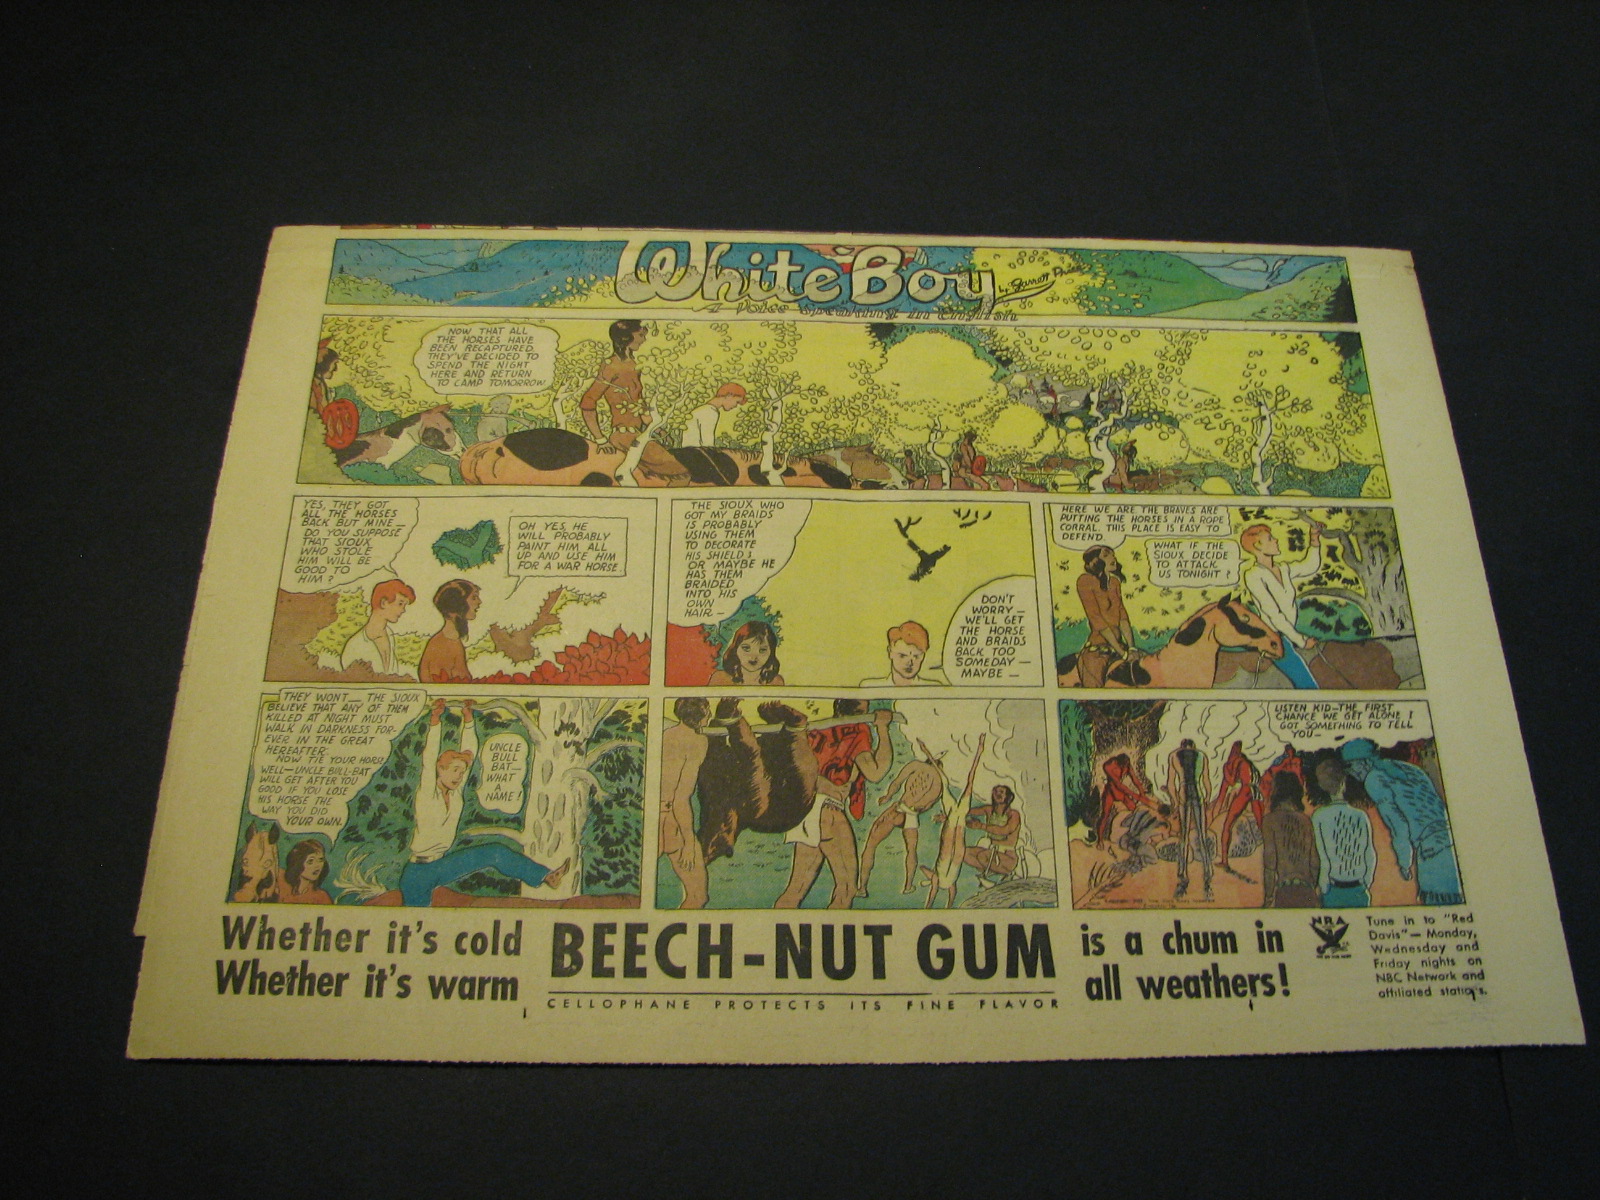 White Boy
by Garrett Price
A Voice Speaking in English
NOW THAT ALL
THE HORSES HAVE
BEEN RECAPTURED
THEY'VE DECIDED TO
SPEND THE NIGHT
HERE AND RETURN
TO CAMP TOMORROW
YES, THEY GOT
ALL THE HORSES
BACK BUT MINE —
DO YOU SUPPOSE
THAT SIOUX
WHO STOLE
HIM WILL BE
GOOD TO
HIM?
OH YES, HE
WILL PROBABLY
PAINT HIM ALL
UP AND USE HIM
FOR A WAR HORSE.
THE SIOUX WHO
GOT MY BRAIDS
IS PROBABLY
USING THEM
TO DECORATE
HIS SHIELD;
OR MAYBE HE
HAS THEM
BRAIDED
INTO HIS
OWN
HAIR —
DON'T
WORRY —
WE'LL GET
THE HORSE
AND BRAIDS
BACK TOO
SOMEDAY —
MAYBE —
HERE WE ARE THE BRAVES ARE
PUTTING THE HORSES IN A ROPE
CORRAL. THIS PLACE IS EASY TO
DEFEND.
WHAT IF THE
SIOUX DECIDE
TO ATTACK
US TONIGHT?
THEY WONT — THE SIOUX
BELIEVE THAT ANY OF THEM
KILLED AT NIGHT MUST
WALK IN DARKNESS FOR-
EVER IN THE GREAT
HEREAFTER.
NOW TIE YOUR HORSE
WELL — UNCLE BULL-BAT
WILL GET AFTER YOU
GOOD IF YOU LOSE
HIS HORSE THE
WAY YOU DID
YOUR OWN.
UNCLE
BULL
BAT —
WHAT
A
NAME!
LISTEN KID — THE FIRST
CHANCE WE GET ALONE I
GOT SOMETHING TO TELL
YOU —
Whether it's cold
Whether it's warm
BEECH-NUT GUM
CELLOPHANE PROTECTS ITS FINE FLAVOR
is a chum in
all weathers!
NRA
Tune in to "Red
Davis" — Monday,
Wednesday and
Friday nights on
NBC Network and
affiliated stations.